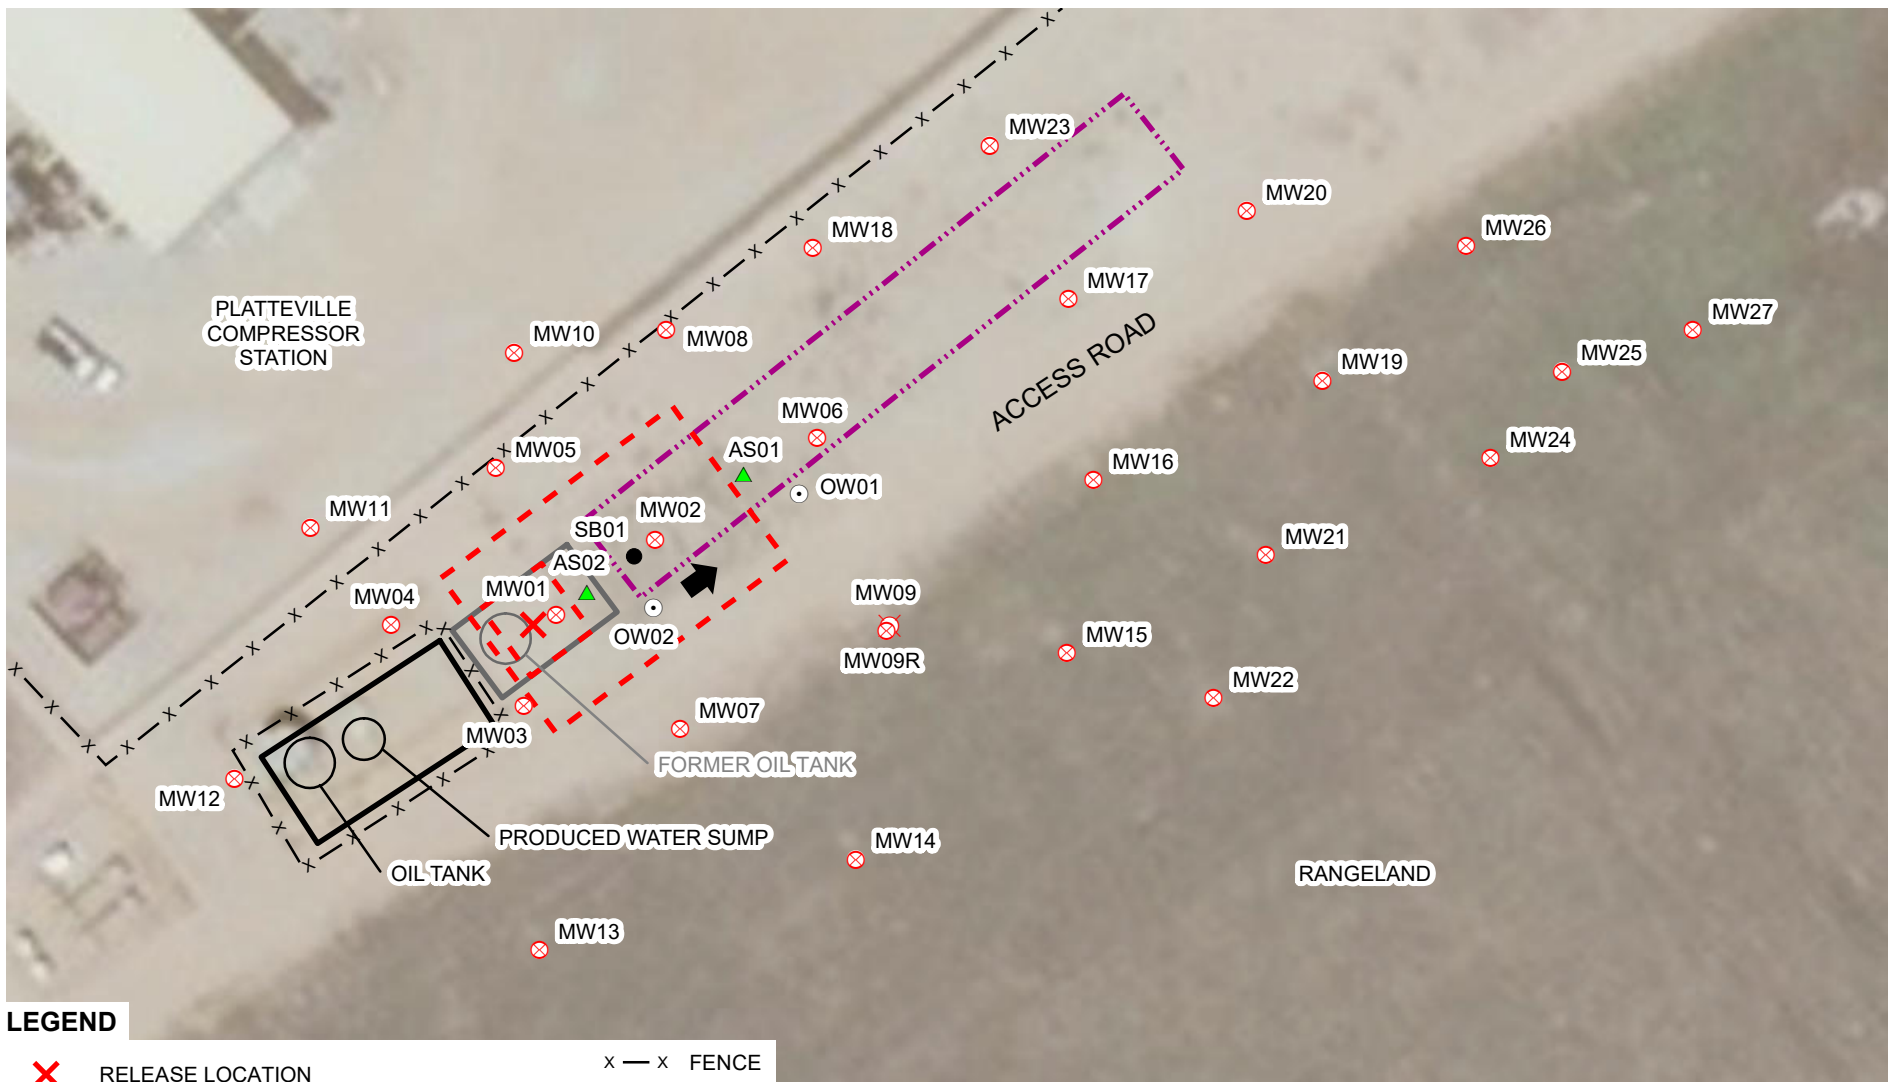 MW23
MW20
MW18
MW26
MW17
PLATTEVILLE
COMPRESSOR
STATION
MW10
MW08
MW27
ACCESS ROAD
MW25
MW19
MW06
MW24
MW05
AS01
MW16
OW01
MW11
MW02
SB01
MW21
AS02
MW01
MW04
MW09
OW02
MW09R
MW15
MW22
MW07
MW03
FORMER OIL TANK
MW12
PRODUCED WATER SUMP
MW14
OIL TANK
RANGELAND
MW13
LEGEND
X X FENCE
RELEASE LOCATION